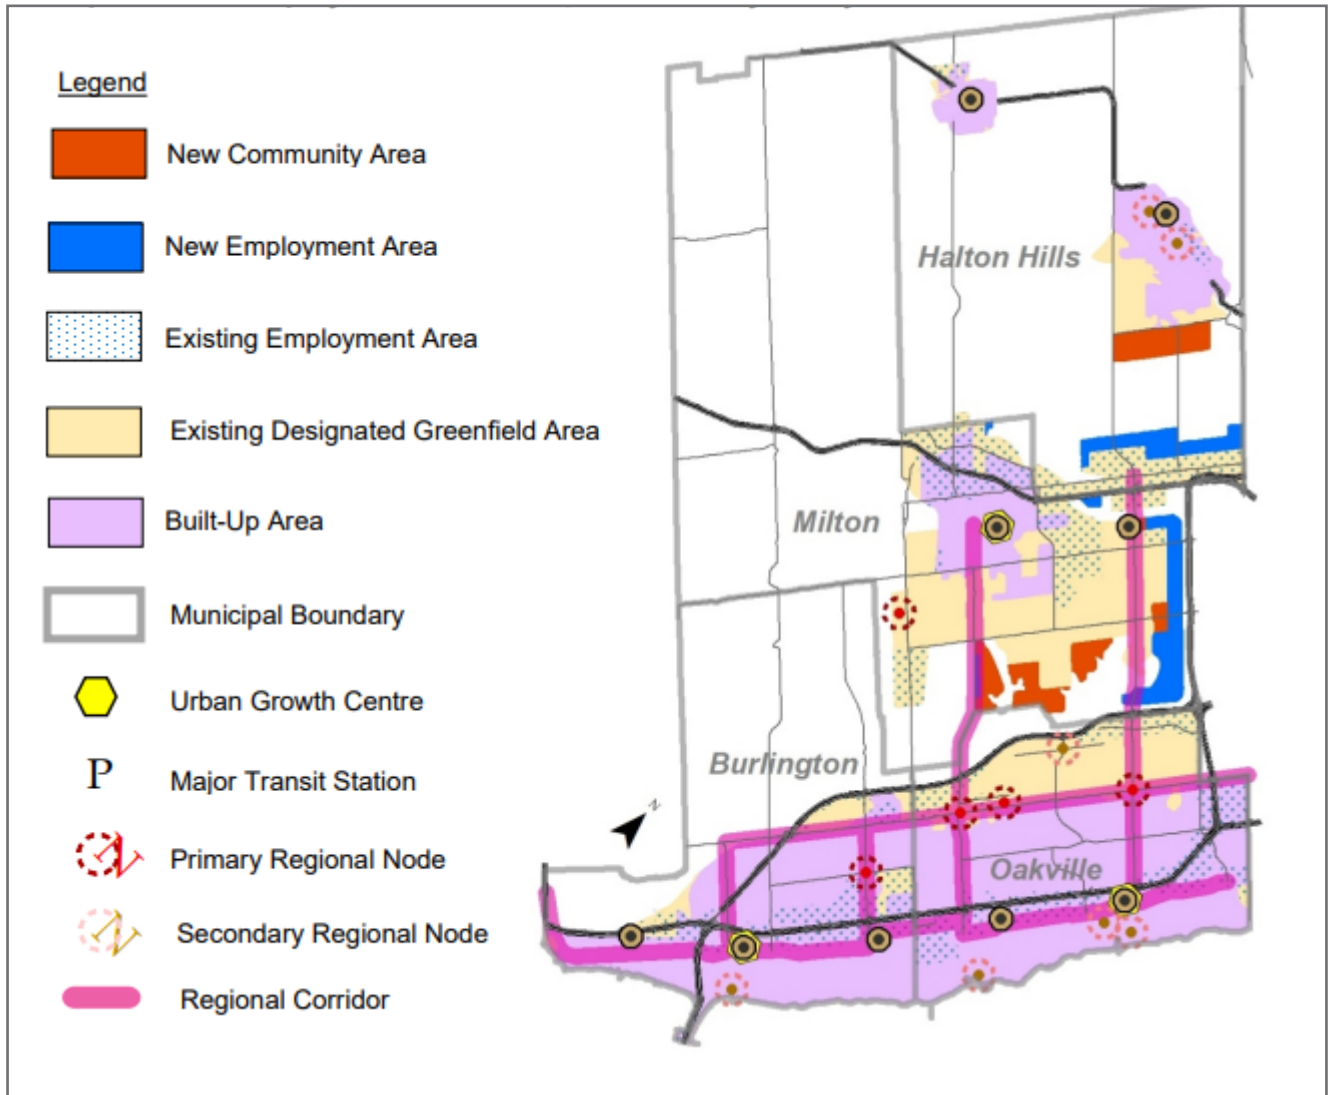 Legend
New Community Area
New Employment Area
Existing Employment Area
Existing Designated Greenfield Area
Built-Up Area
Municipal Boundary
Urban Growth Centre
P Major Transit Station
N Primary Regional Node
N Secondary Regional Node
Regional Corridor
Halton Hills
Milton
Burlington
N
Oakville